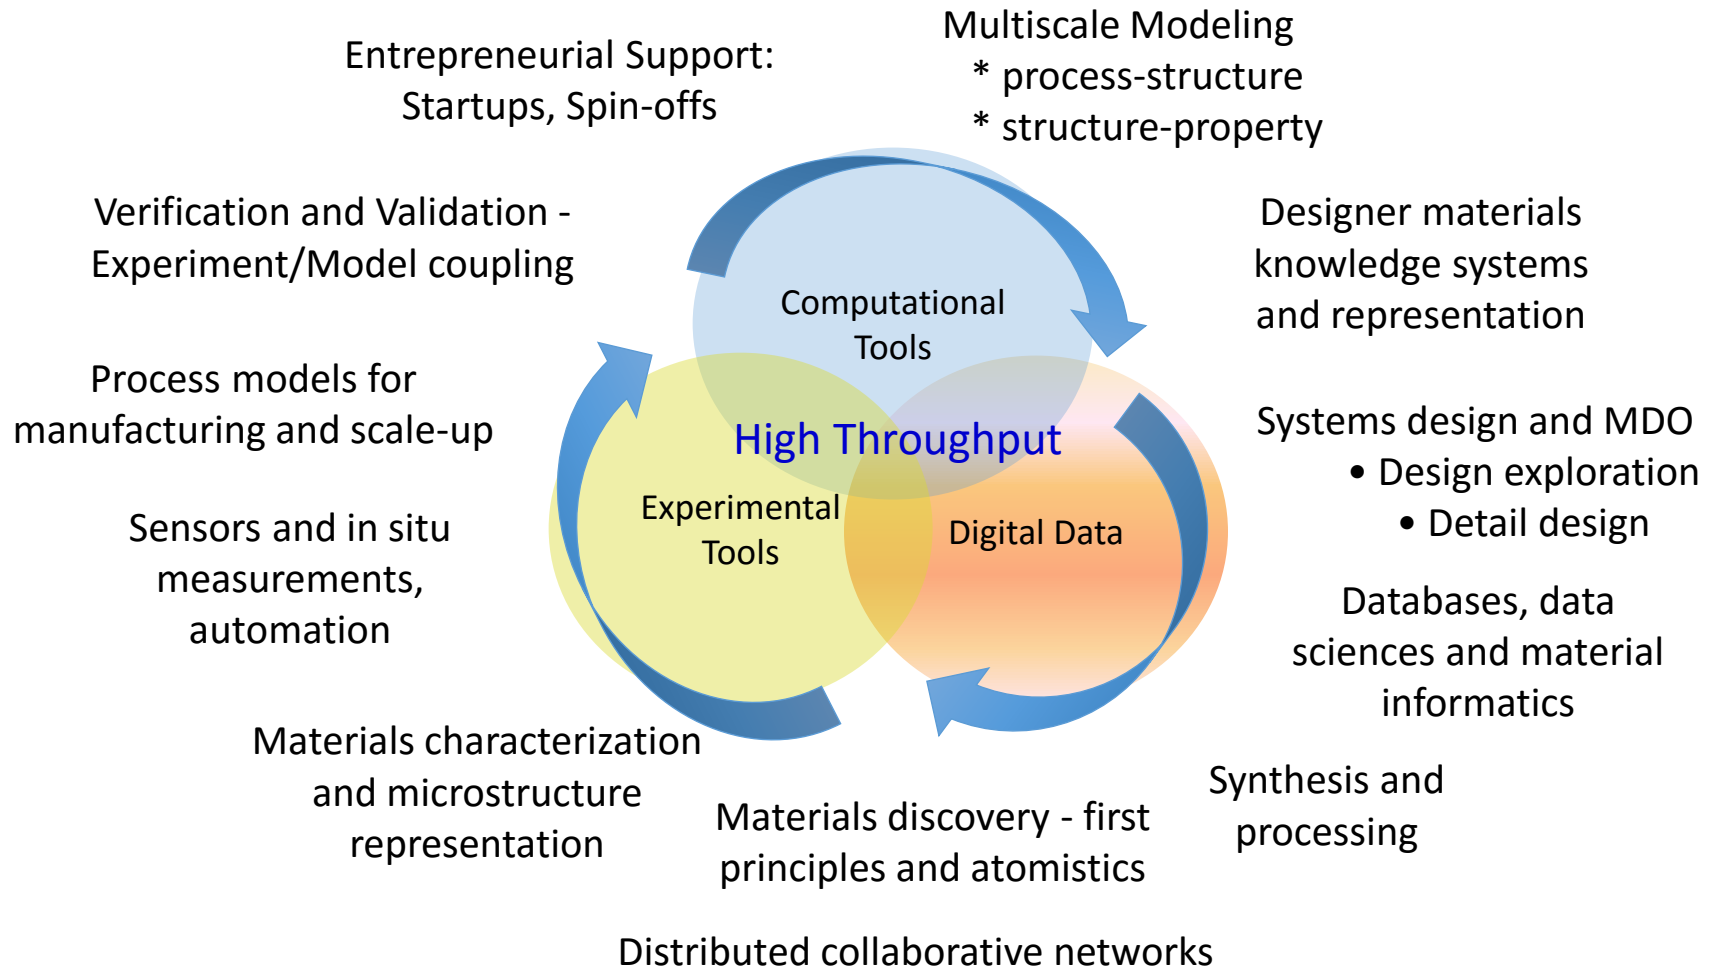 Entrepreneurial Support:
Startups, Spin-offs
Multiscale Modeling
* process-structure
* structure-property
Verification and Validation -
Experiment/Model coupling
Designer materials
knowledge systems
and representation
Computational
Tools
Process models for
manufacturing and scale-up
High Throughput
Systems design and MDO
• Design exploration
• Detail design
Experimental
Tools
Digital Data
Sensors and in situ
measurements,
automation
Databases, data
sciences and material
informatics
Materials characterization
and microstructure
representation
Materials discovery - first
principles and atomistics
Synthesis and
processing
Distributed collaborative networks